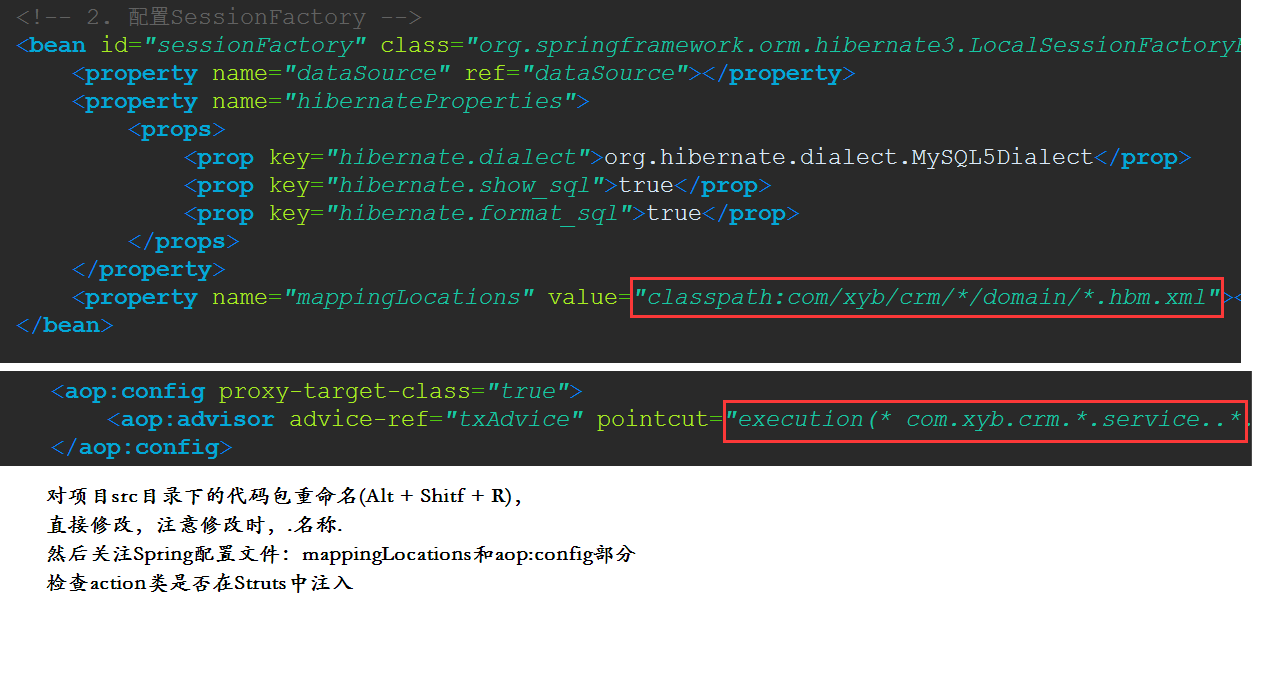 <!-- 2. 配置SessionFactory -->
<bean id="sessionFactory" class="org.springframework.orm.hibernate3.LocalSessionFactory
<property name="dataSource" ref="dataSource"></property>
<property name="hibernateProperties">
<props>
<prop key="hibernate.dialect">org.hibernate.dialect.MySQL5Dialect</prop>
<prop key="hibernate.show_sql">true</prop>
<prop key="hibernate.format_sql">true</prop>
</props>
</property>
<property name="mappingLocations" value="classpath:com/xyb/crm/*/domain/*.hbm.xml"><
</bean>
<aop:config proxy-target-class="true">
<aop:advisor advice-ref="txAdvice" pointcut="execution(* com.xyb.crm.*.service..*.
</aop:config>
对项目src目录下的代码包重命名(Alt + Shitf + R),
直接修改，注意修改时，.名称.
然后关注Spring配置文件：mappingLocations和aop:config部分
检查action类是否在Struts中注入